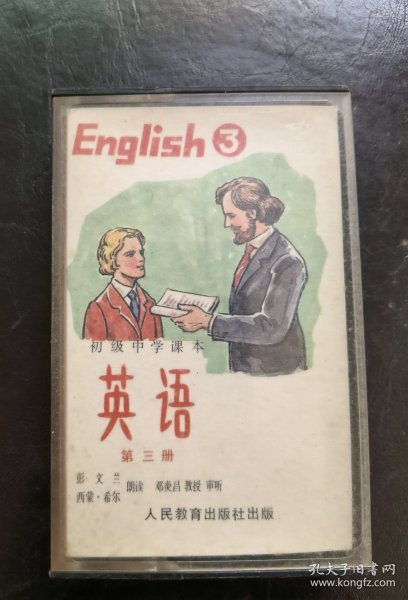 English 3
初级中学课本
英语
第三册
彭文兰
西蒙·希尔 朗读 邓炎昌 教授 审听
人民教育出版社出版
孔夫子旧书网
www.kongfz.com